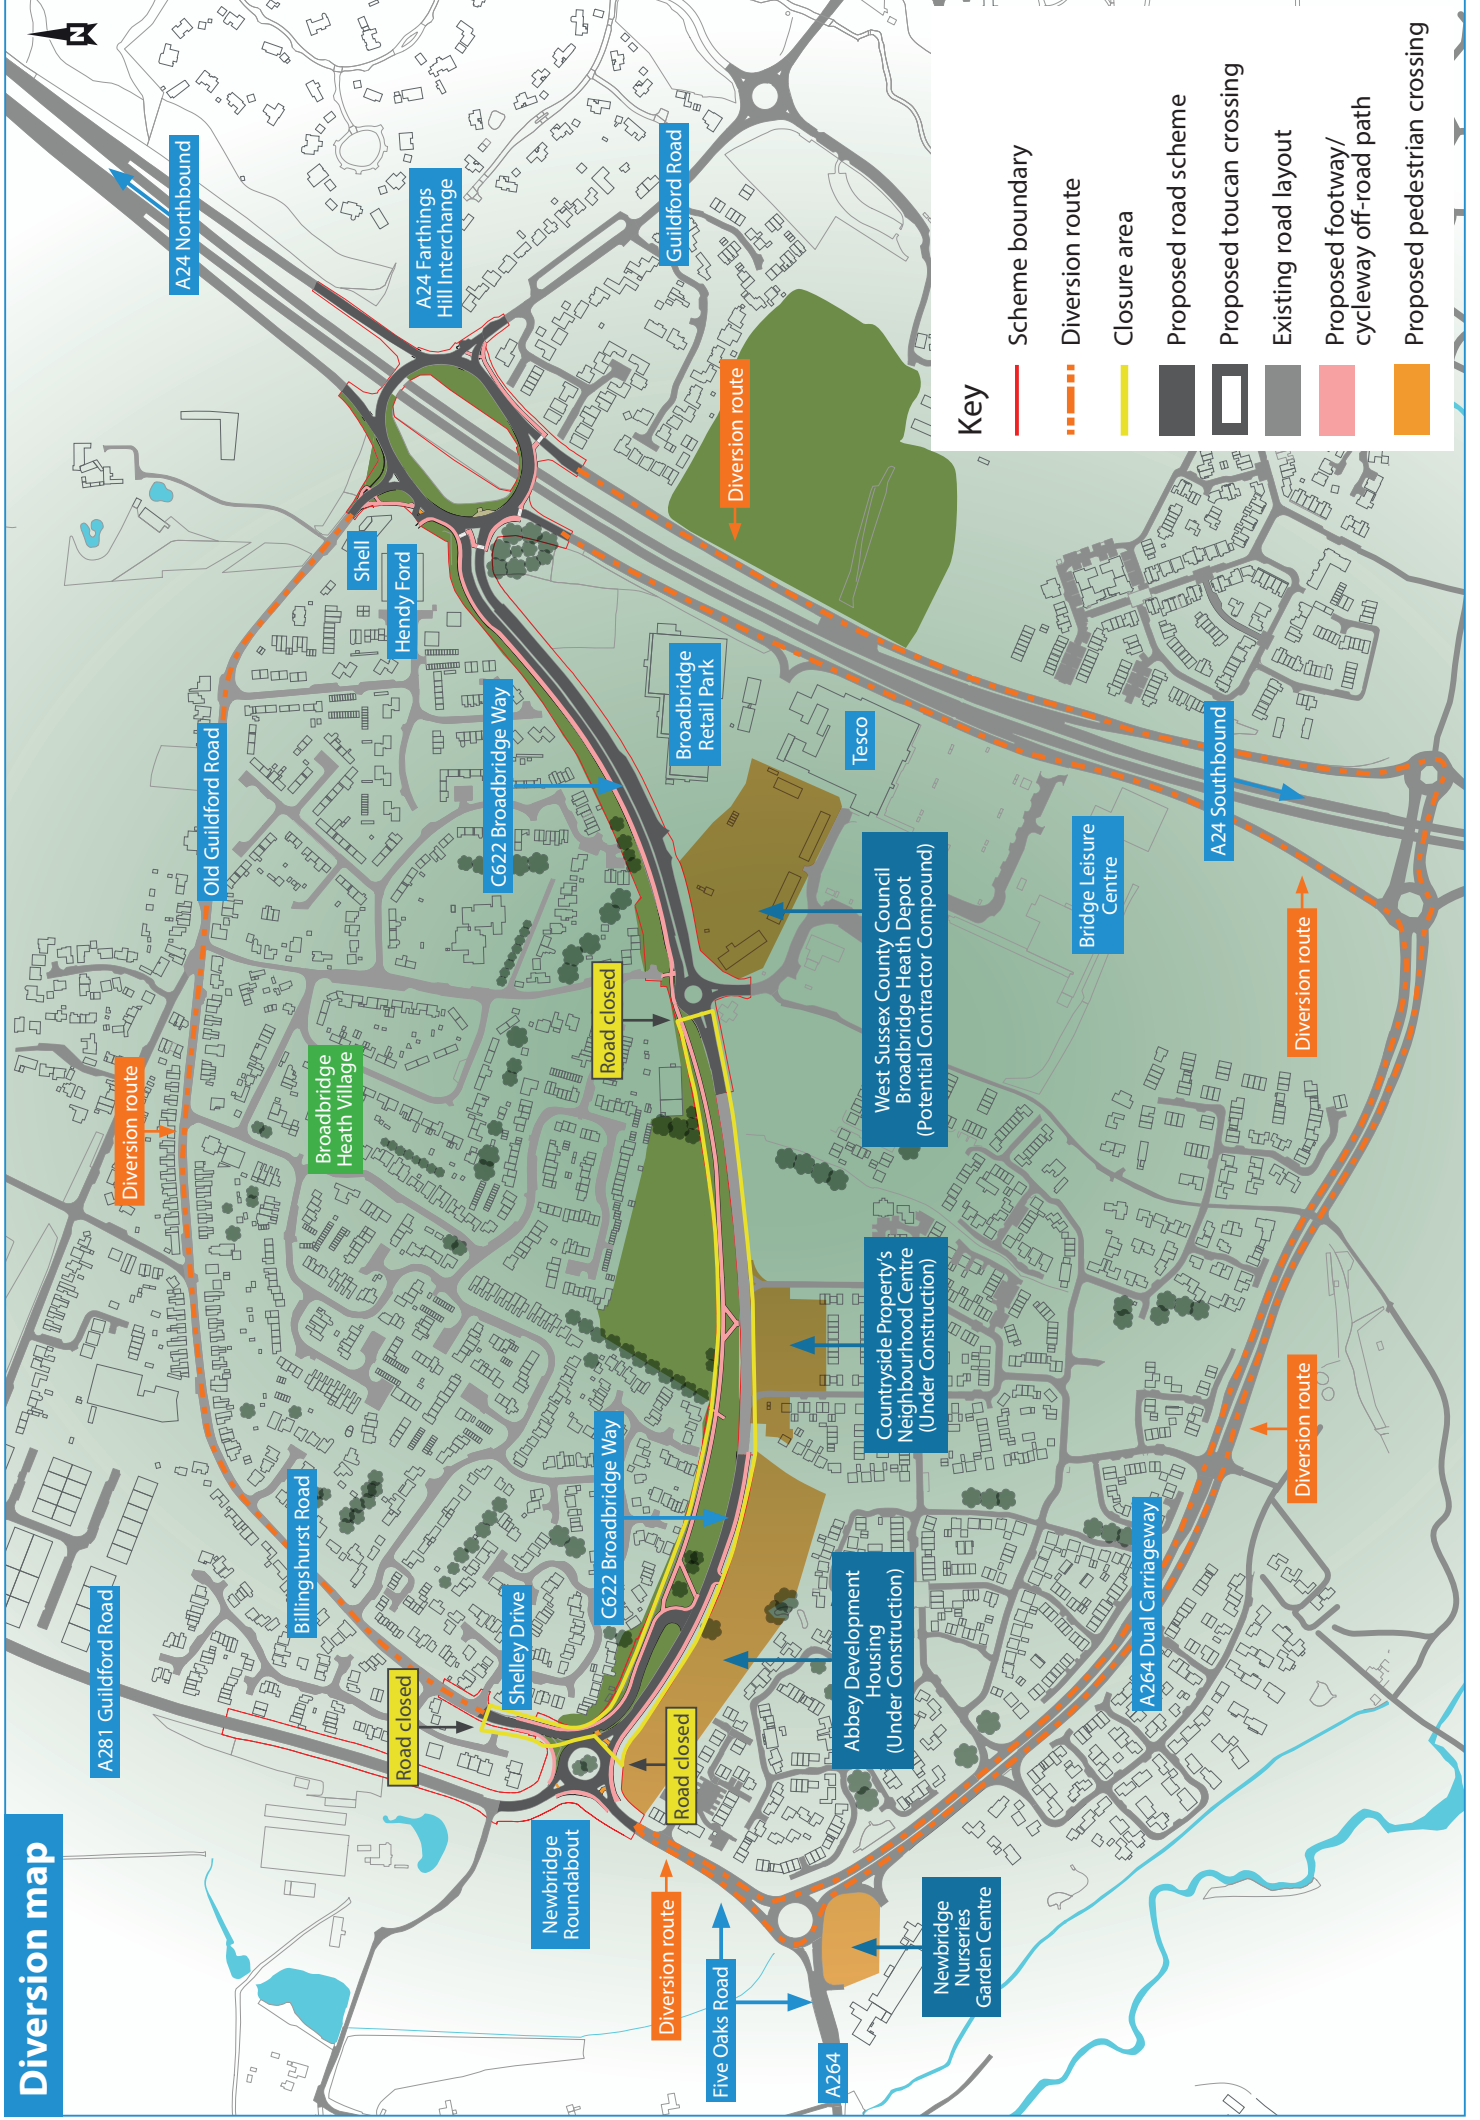 Diversion map
N
A281 Guildford Road
Diversion route
Old Guildford Road
A24 Northbound
Billingshurst Road
Broadbridge
Heath Village
Shell
Hendy Ford
A24 Farthings
Hill Interchange
Road closed
Shelley Drive
C622 Broadbridge Way
Newbridge
Roundabout
C622 Broadbridge Way
Road closed
Guildford Road
Broadbridge
Retail Park
Diversion route
Road closed
Diversion route
Five Oaks Road
A264
Tesco
Abbey Development
Housing
(Under Construction)
Countryside Property's
Neighbourhood Centre
(Under Construction)
West Sussex County Council
Broadbridge Heath Depot
(Potential Contractor Compound)
Newbridge
Nurseries
Garden Centre
Bridge Leisure
Centre
A264 Dual Carriageway
A24 Southbound
Diversion route
Diversion route
Key
Scheme boundary
Diversion route
Closure area
Proposed road scheme
Proposed toucan crossing
Existing road layout
Proposed footway/
cycleway off-road path
Proposed pedestrian crossing